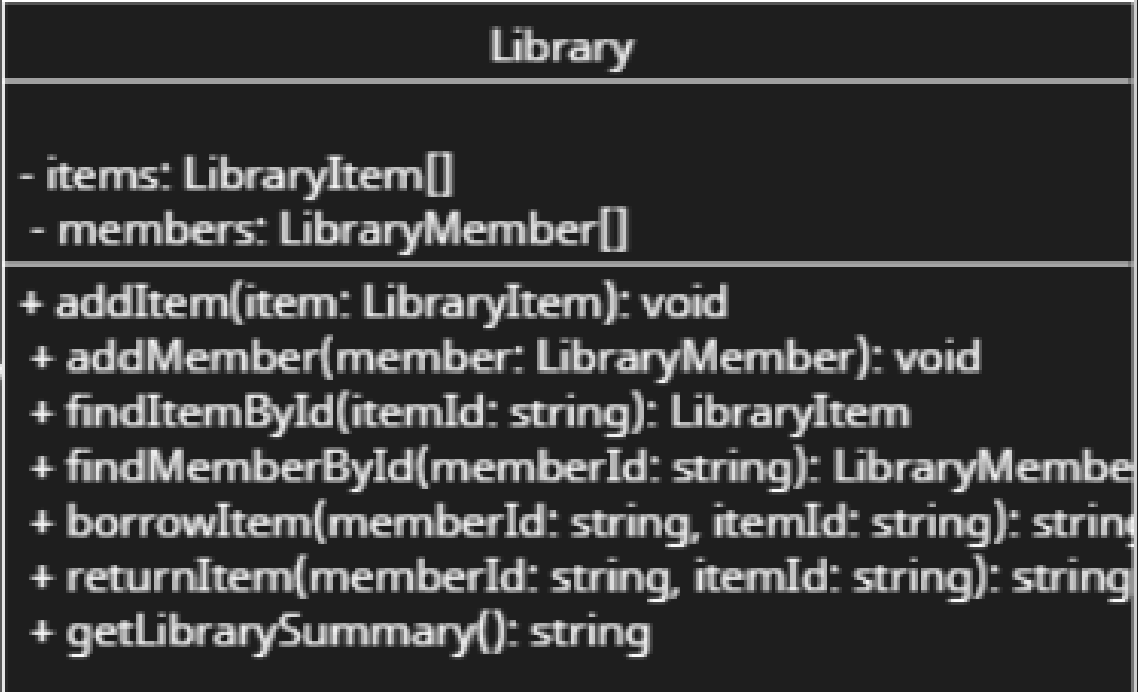 Library
- items: LibraryItem[]
- members: LibraryMember[]
+ addItem(item: LibraryItem): void
+ addMember(member: LibraryMember): void
+ findItemById(itemId: string): LibraryItem
+ findMemberById(memberId: string): LibraryMembe
+ borrowItem(memberId: string, itemId: string): string
+ returnItem(memberId: string, itemId: string): string
+ getLibrarySummary(): string